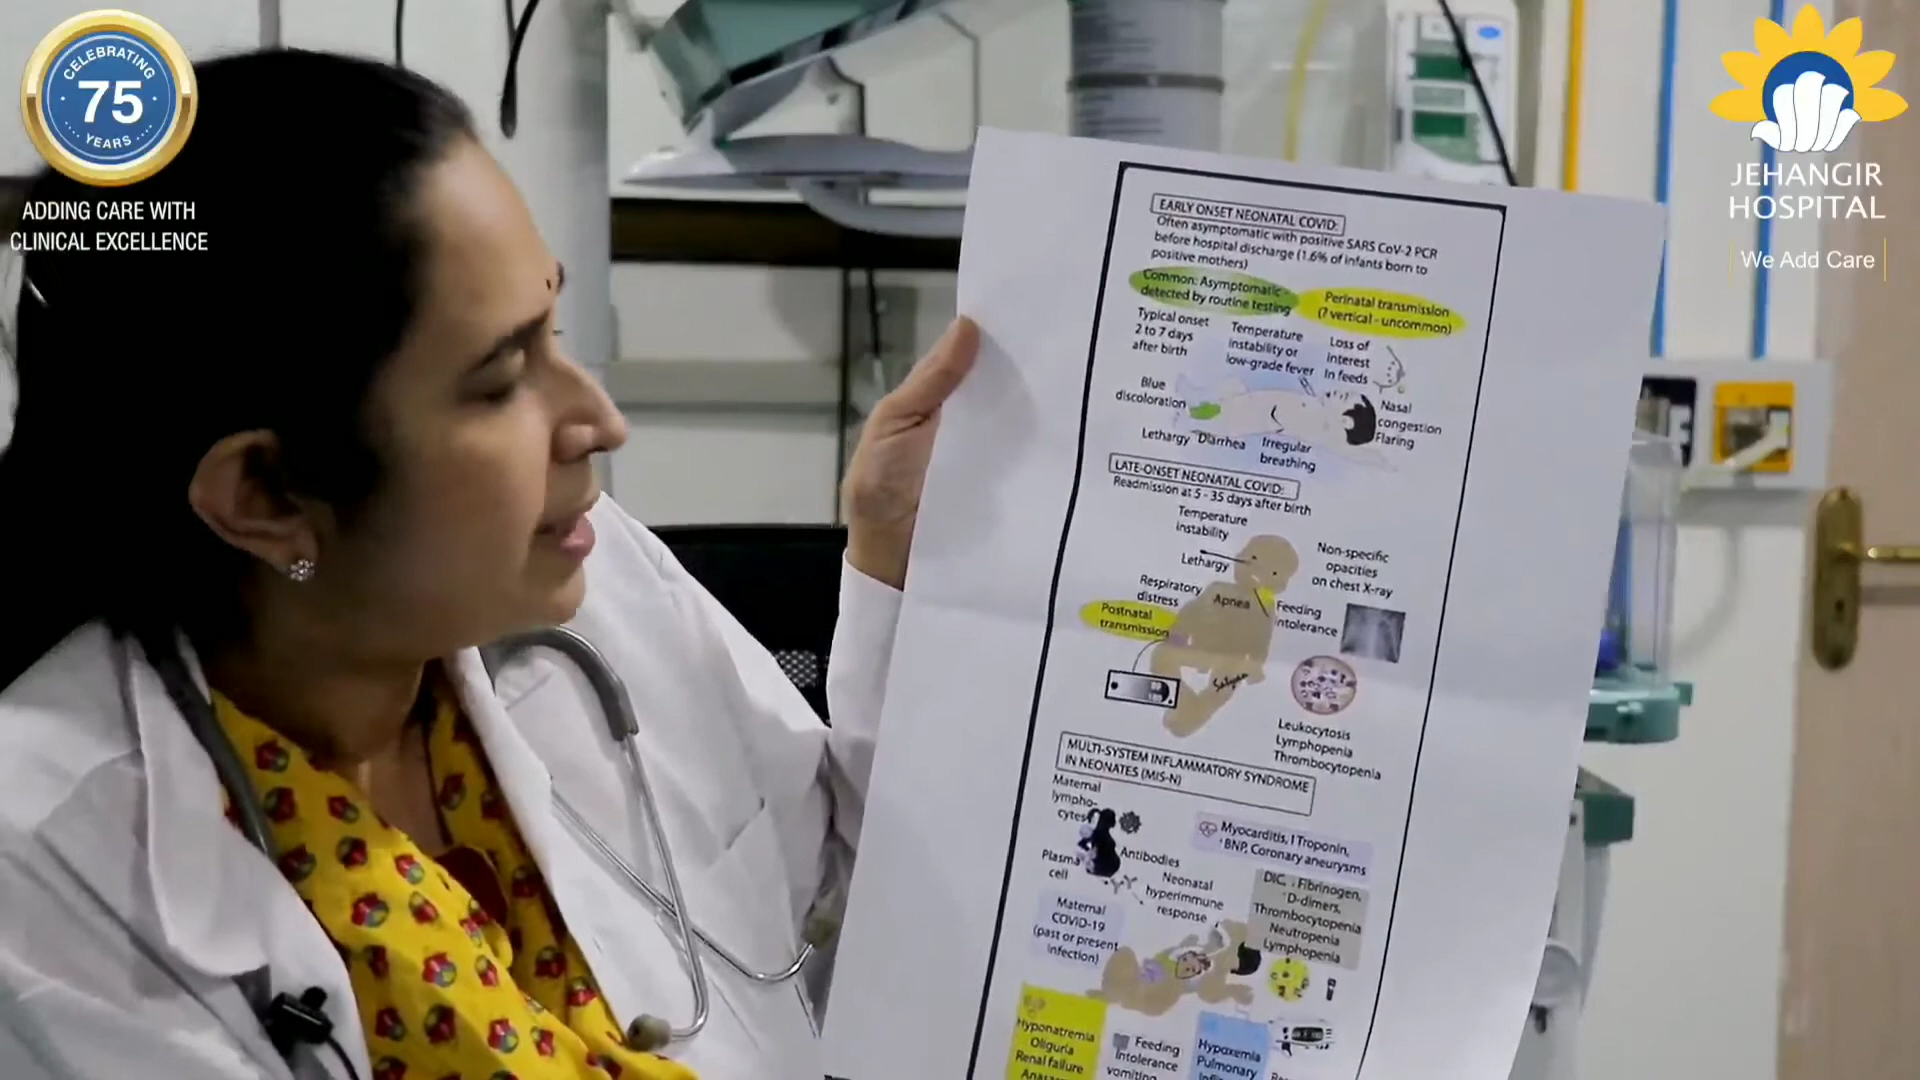 CELEBRATING
75
YEARS
ADDING CARE WITH
CLINICAL EXCELLENCE
JEHANGIR
HOSPITAL
We Add Care
EARLY ONSET NEONATAL COVID:
Often asymptomatic with positive SARS CoV-2 PCR
before hospital discharge (1.6% of infants born to
positive mothers)
Common: Asymptomatic -
detected by routine testing
Perinatal transmission
(? vertical - uncommon)
Typical onset
2 to 7 days
after birth
Temperature
instability or
low-grade fever
Loss of
interest
in feeds
Blue
discoloration
Nasal
congestion
Flaring
Lethargy
Diarrhea
Irregular
breathing
LATE-ONSET NEONATAL COVID:
Readmission at 5 - 35 days after birth
Temperature
instability
Lethargy
Non-specific
opacities
on chest X-ray
Respiratory
distress
Apnea
Feeding
intolerance
Postnatal
transmission
Satyan
Leukocytosis
Lymphopenia
Thrombocytopenia
MULTI-SYSTEM INFLAMMATORY SYNDROME
IN NEONATES (MIS-N)
Maternal
lympho-
cytes
Myocarditis, ↑Troponin,
BNP, Coronary aneurysms
Plasma
cell
Antibodies
Neonatal
hyperimmune
response
DIC, Fibrinogen,
D-dimers,
Thrombocytopenia
Neutropenia
Lymphopenia
Maternal
COVID-19
(past or present
infection)
Hyponatremia
Oliguria
Renal failure
Feeding
intolerance
vomiting
Hypoxemia
Pulmonary